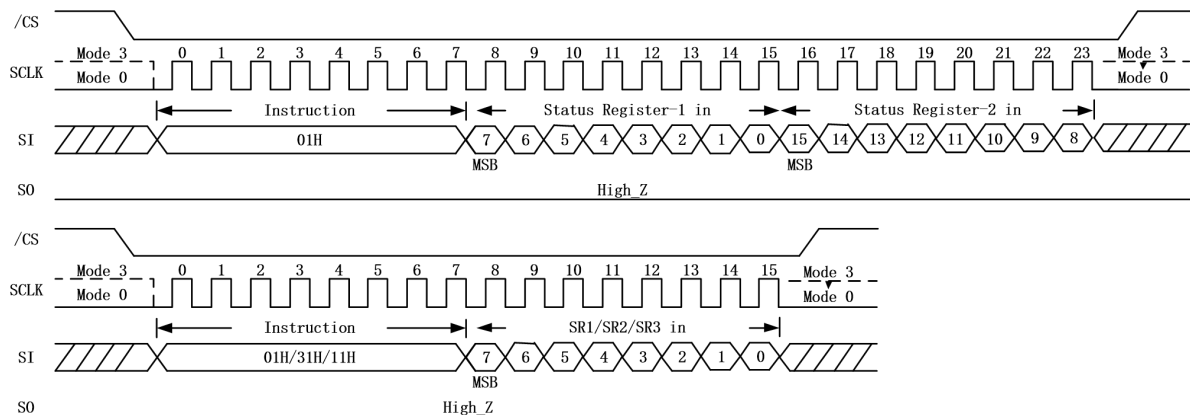 /CS
Mode 3 0 1 2 3 4 5 6 7 8 9 10 11 12 13 14 15 16 17 18 19 20 21 22 23 Mode 3
SCLK Mode 0 Mode 0
Instruction Status Register-1 in Status Register-2 in
SI 01H 7 6 5 4 3 2 1 0 15 14 13 12 11 10 9 8
MSB MSB
SO High_Z
/CS
Mode 3 0 1 2 3 4 5 6 7 8 9 10 11 12 13 14 15 Mode 3
SCLK Mode 0 Mode 0
Instruction SR1/SR2/SR3 in
SI 01H/31H/11H 7 6 5 4 3 2 1 0
MSB
SO High_Z